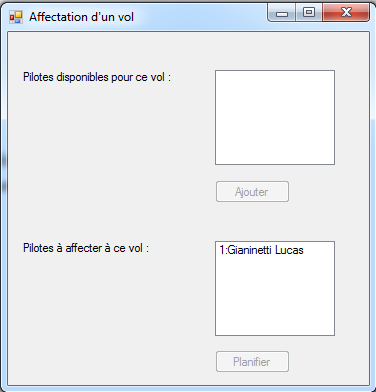 Affectation d'un vol
Pilotes disponibles pour ce vol :
Ajouter
Pilotes à affecter à ce vol :
1:Gianinetti Lucas
Planifier